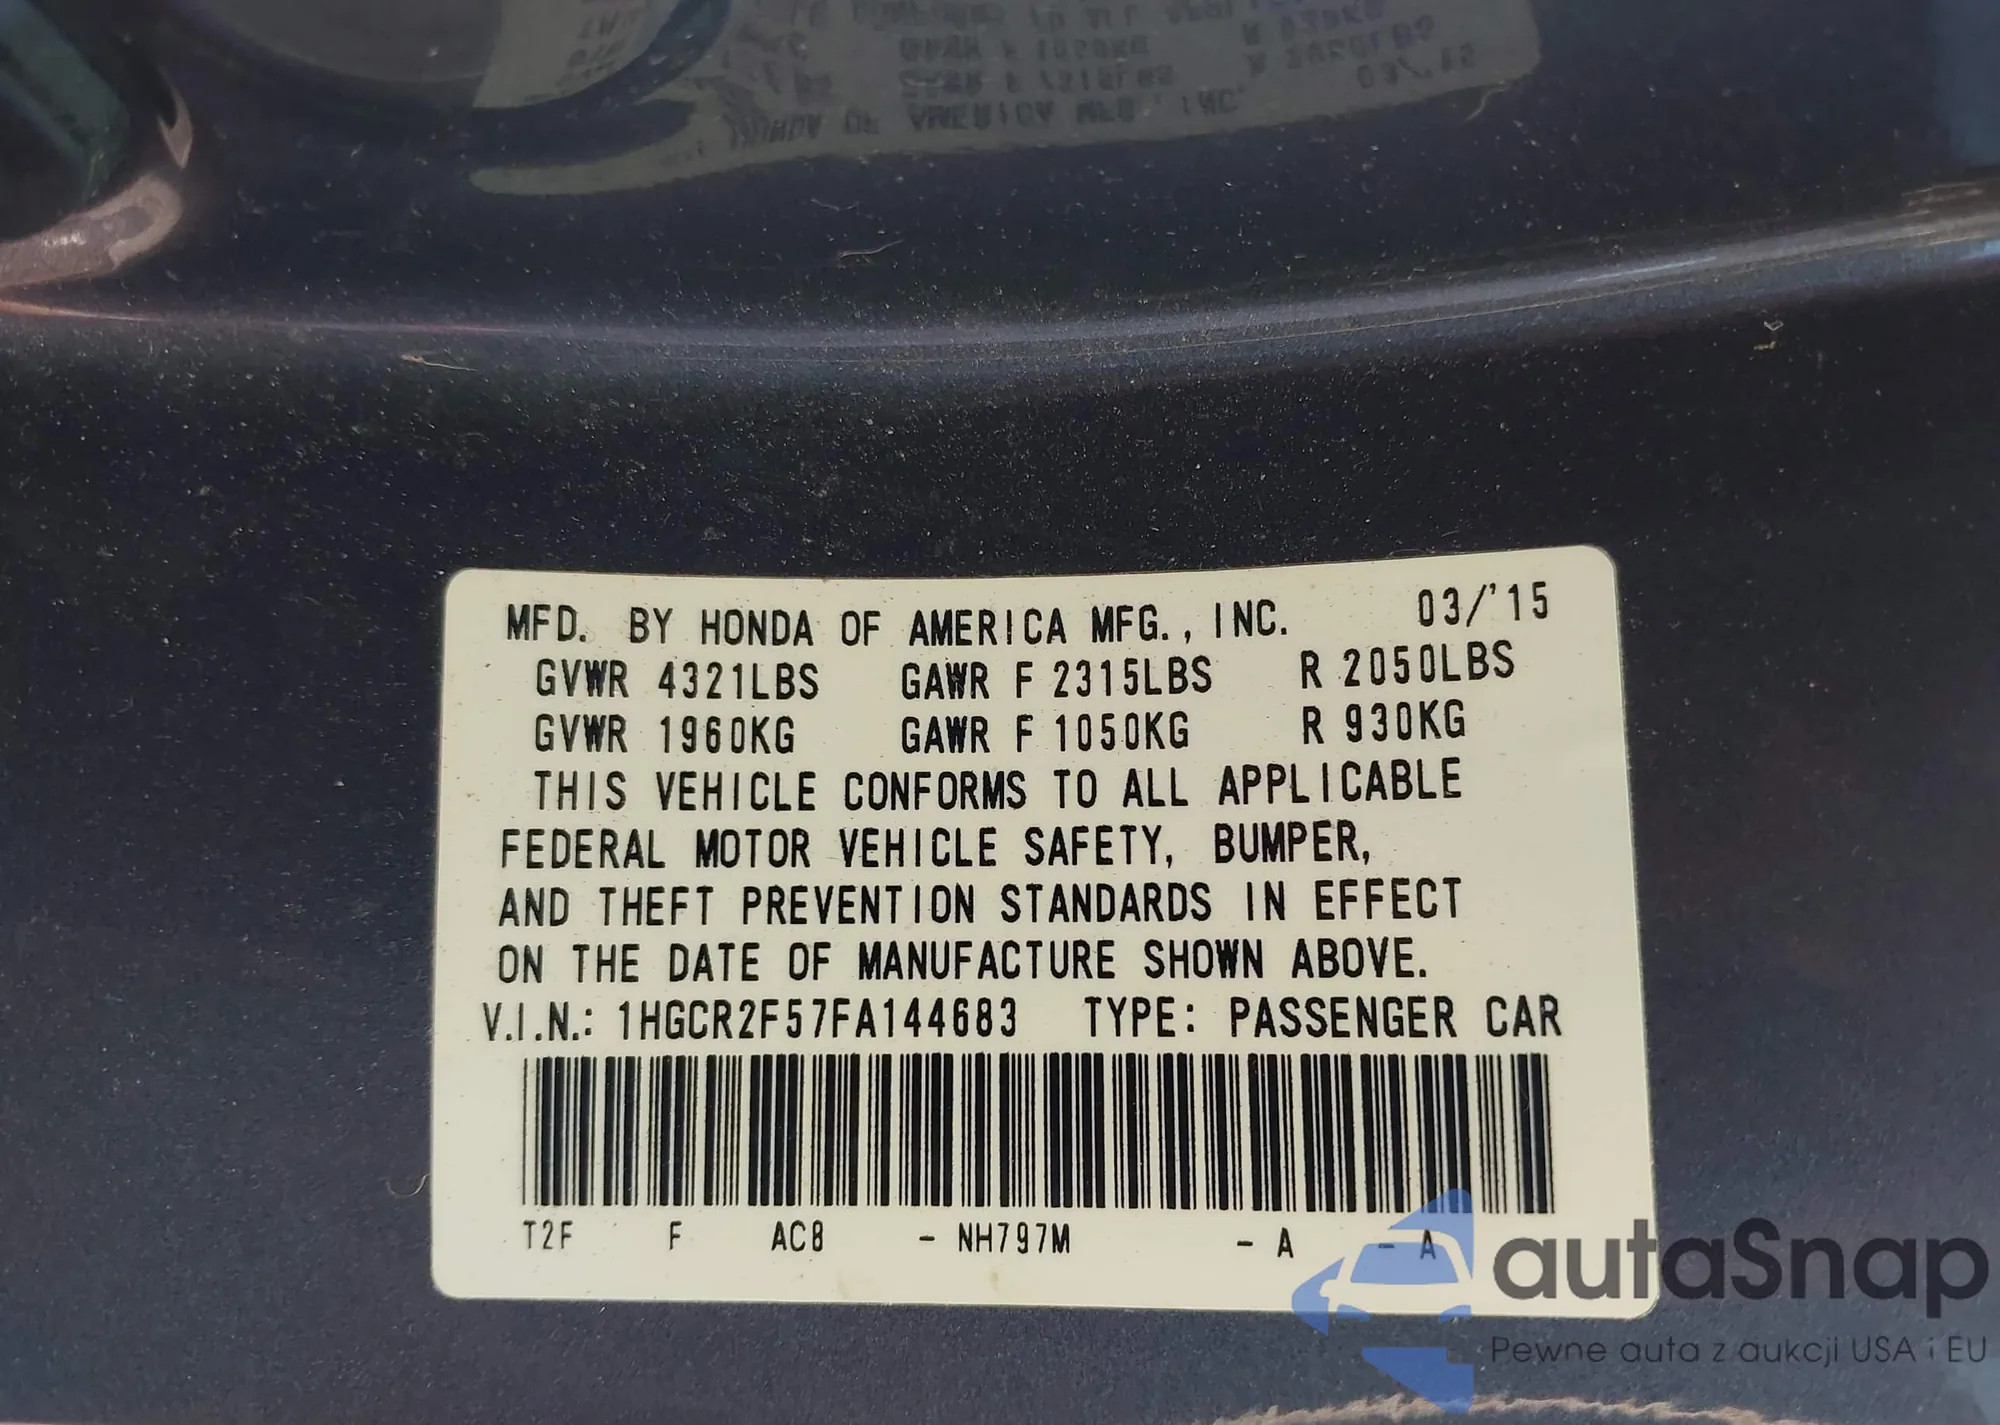 MFD. BY HONDA OF AMERICA MFG., INC. 03/'15
GVWR 4321LBS GAWR F 2315LBS R 2050LBS
GVWR 1960KG GAWR F 1050KG R 930KG
THIS VEHICLE CONFORMS TO ALL APPLICABLE
FEDERAL MOTOR VEHICLE SAFETY, BUMPER,
AND THEFT PREVENTION STANDARDS IN EFFECT
ON THE DATE OF MANUFACTURE SHOWN ABOVE.
V.I.N.: 1HGCR2F57FA144683 TYPE: PASSENGER CAR
T2F F AC8 - NH797M - A - A
autaSnap
Pewne auta z aukcji USA i EU